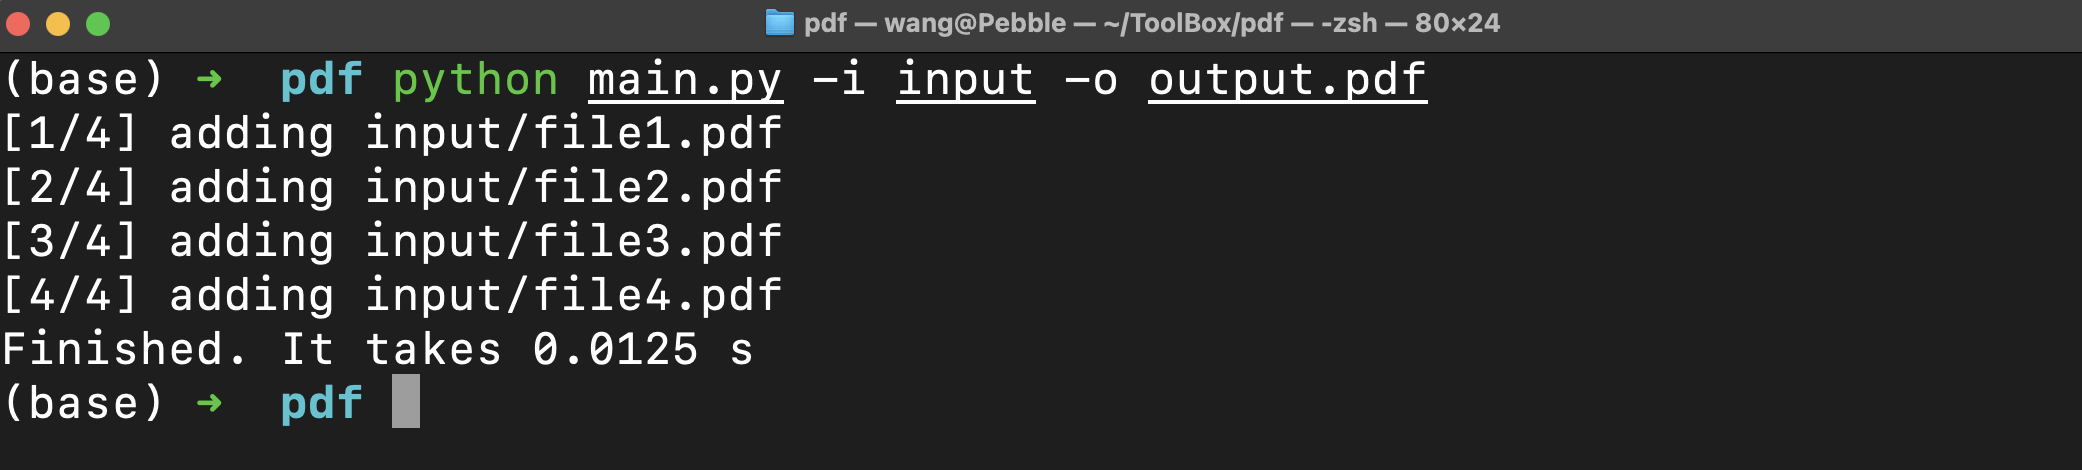 pdf — wang@Pebble — ~/ToolBox/pdf — -zsh — 80×24
(base) ➜  pdf python main.py -i input -o output.pdf
[1/4] adding input/file1.pdf
[2/4] adding input/file2.pdf
[3/4] adding input/file3.pdf
[4/4] adding input/file4.pdf
Finished. It takes 0.0125 s
(base) ➜  pdf